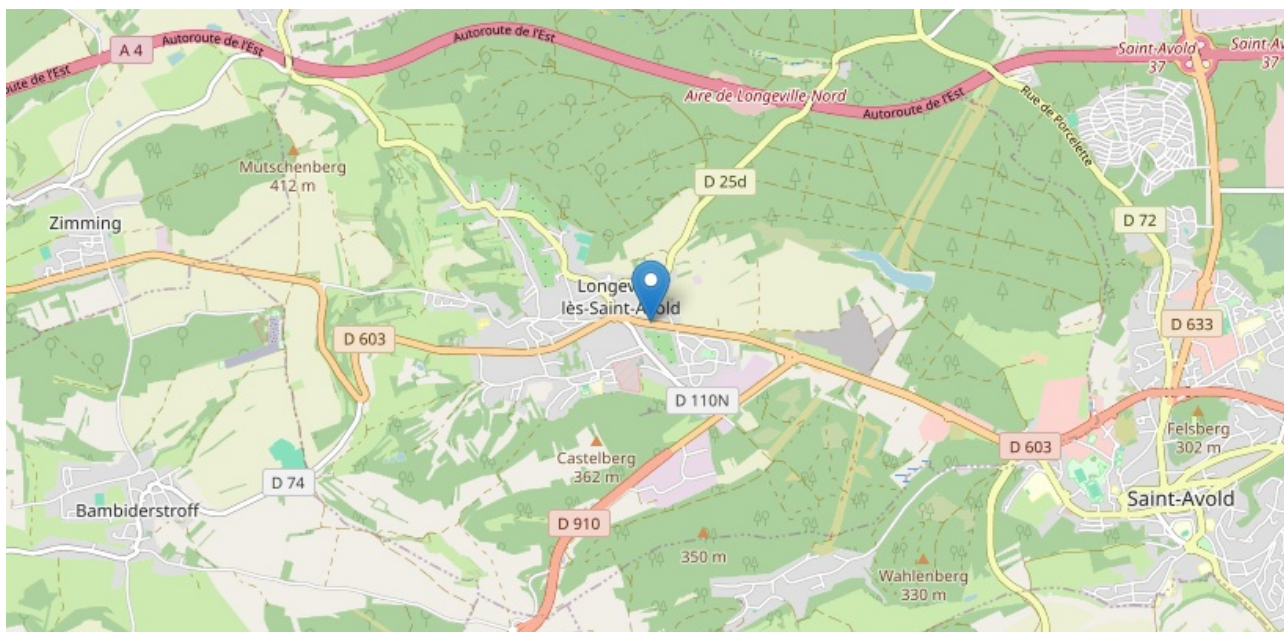 A 4
Autoroute de l'Est
Autoroute de l'Est
route de l'Est
Saint-Avold
37
37
Aire de Longeville-Nord
Autoroute de l'Est
Rue de Porcelette
Mutschenberg
412 m
D 25d
Zimming
D 72
lès-Saint-Avold
D 603
D 633
D 110N
Castelberg
362 m
Felsberg
302 m
D 603
D 74
Bambiderstroff
Saint-Avold
D 910
350 m
Wahlenberg
330 m